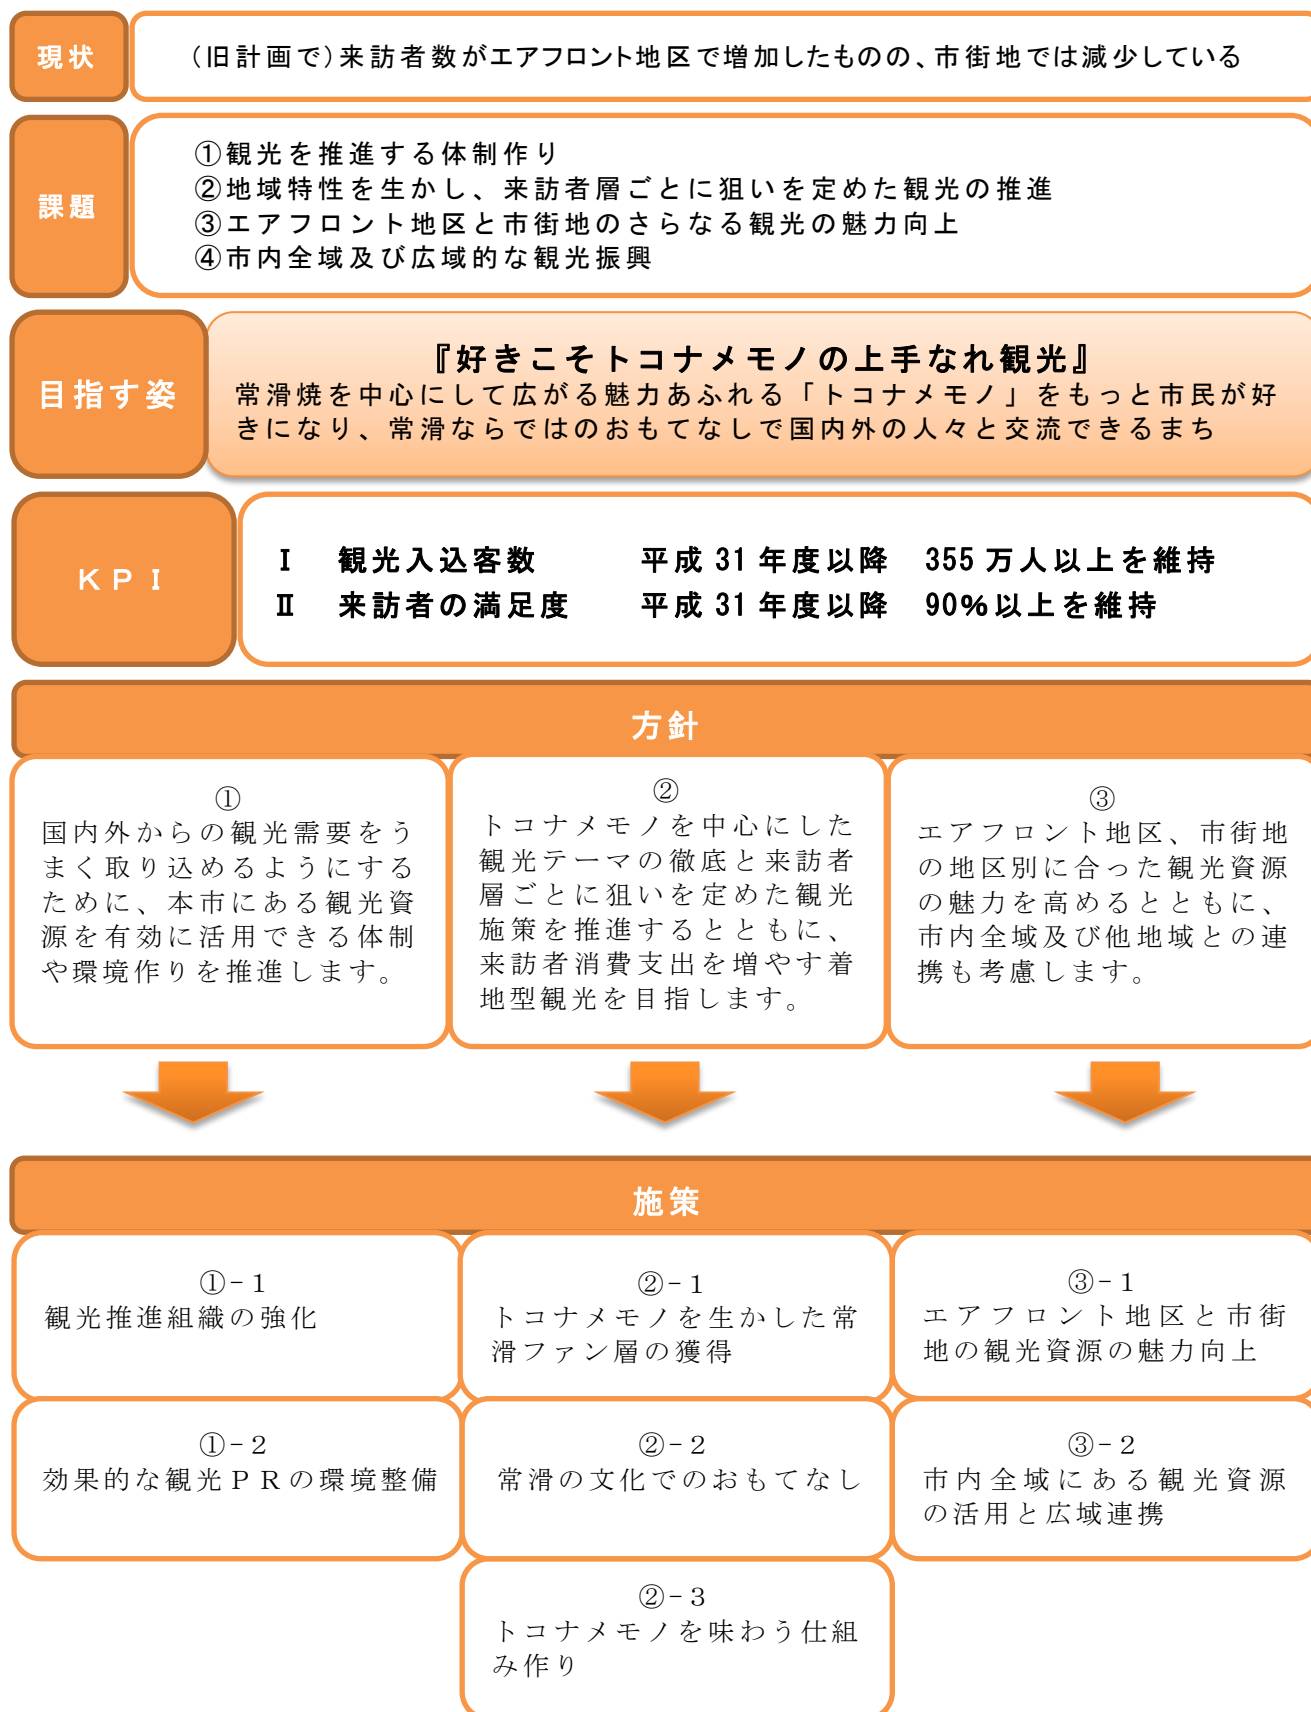 現状
（旧計画で）来訪者数がエアフロント地区で増加したものの、市街地では減少している
課題
①観光を推進する体制作り
②地域特性を生かし、来訪者層ごとに狙いを定めた観光の推進
③エアフロント地区と市街地のさらなる観光の魅力向上
④市内全域及び広域的な観光振興
目指す姿
『好きこそトコナメモノの上手なれ観光』
常滑焼を中心にして広がる魅力あふれる「トコナメモノ」をもっと市民が好
きになり、常滑ならではのおもてなしで国内外の人々と交流できるまち
ＫＰＩ
Ⅰ 観光入込客数 平成 31 年度以降 355 万人以上を維持
Ⅱ 来訪者の満足度 平成 31 年度以降 90%以上を維持
方針
①
国内外からの観光需要をう
まく取り込めるようにする
ために、本市にある観光資
源を有効に活用できる体制
や環境作りを推進します。
②
トコナメモノを中心にした
観光テーマの徹底と来訪者
層ごとに狙いを定めた観光
施策を推進するとともに、
来訪者消費支出を増やす着
地型観光を目指します。
③
エアフロント地区、市街地
の地区別に合った観光資源
の魅力を高めるとともに、
市内全域及び他地域との連
携も考慮します。
施策
①-１
観光推進組織の強化
②-１
トコナメモノを生かした常
滑ファン層の獲得
③-１
エアフロント地区と市街
地の観光資源の魅力向上
①-２
効果的な観光ＰＲの環境整備
②-２
常滑の文化でのおもてなし
③-２
市内全域にある観光資源
の活用と広域連携
②-３
トコナメモノを味わう仕組
み作り